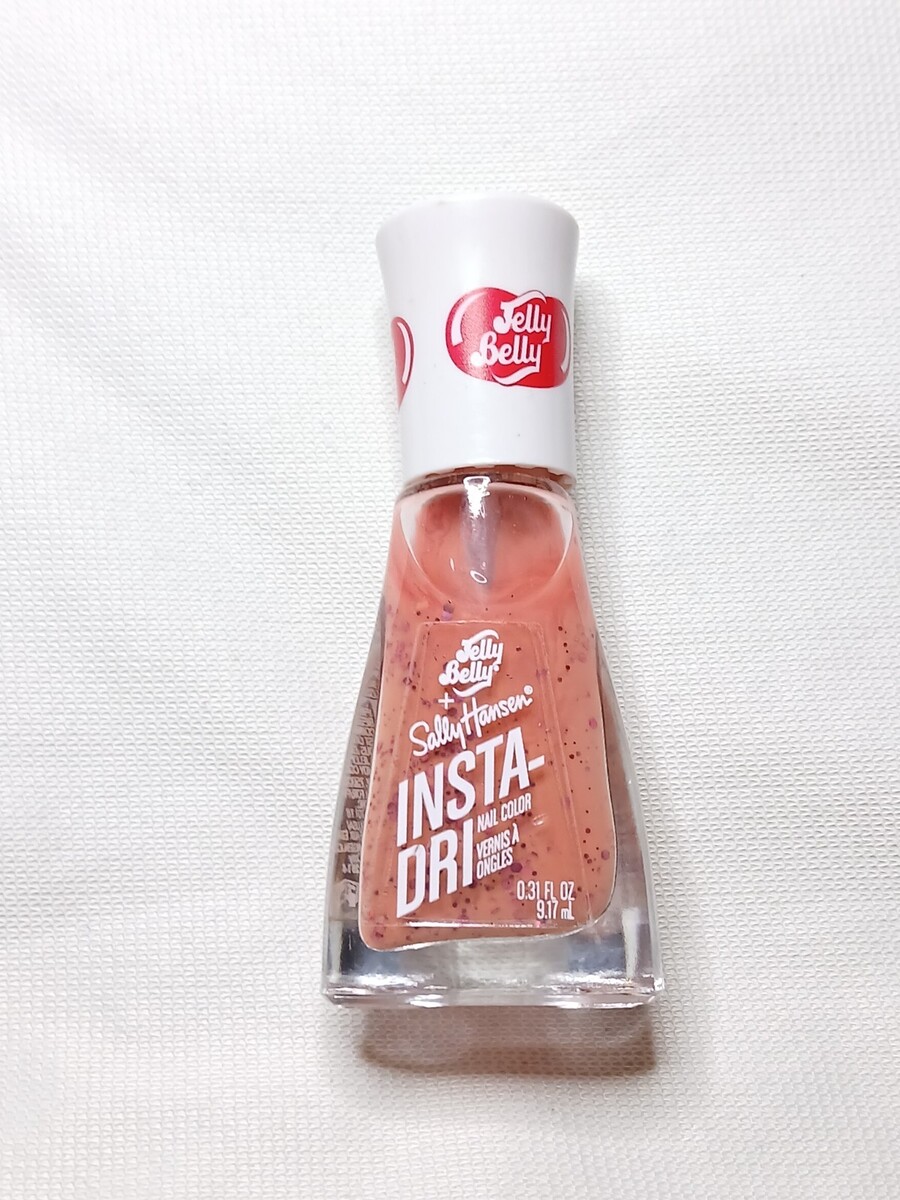 Jelly
Belly
Jelly
Belly®
+
Sally Hansen®
INSTA-
DRI
NAIL COLOR
VERNIS À
ONGLES
0.31 FL OZ
9.17 mL